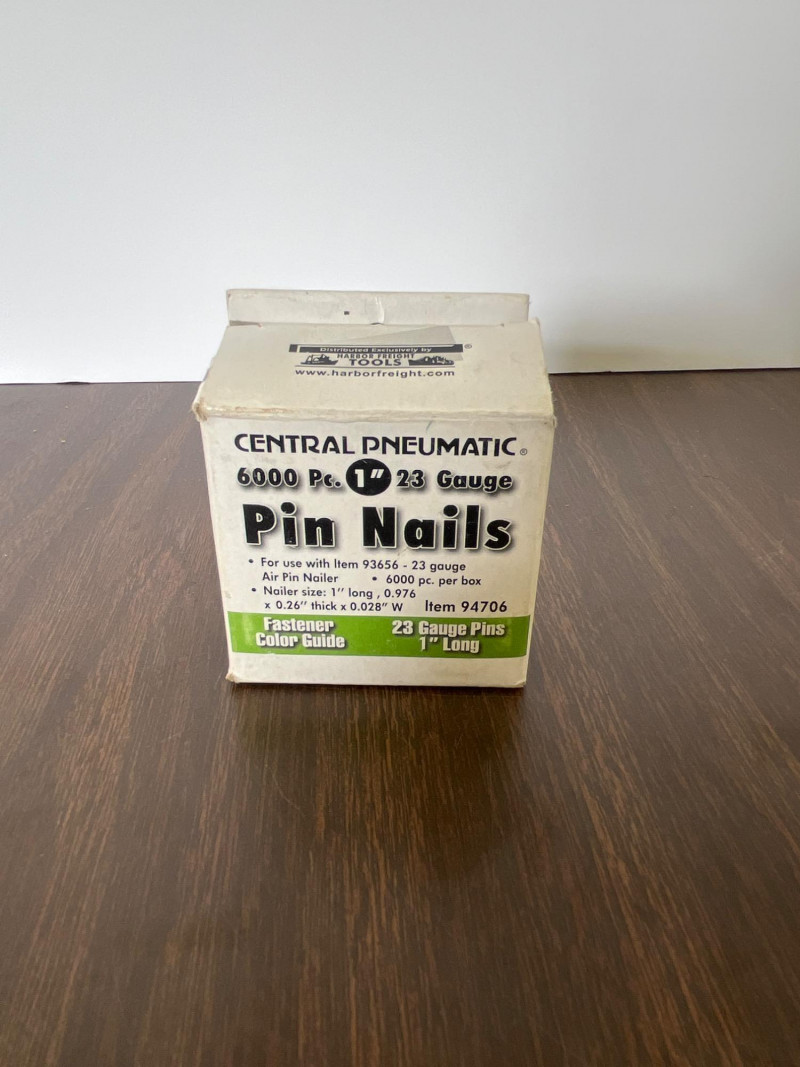 Distributed Exclusively by
HARBOR FREIGHT
TOOLS
®
www.harborfreight.com
CENTRAL PNEUMATIC®
6000 Pc. 1" 23 Gauge
Pin Nails
• For use with Item 93656 - 23 gauge
Air Pin Nailer • 6000 pc. per box
• Nailer size: 1" long , 0.976
x 0.26" thick x 0.028" W Item 94706
Fastener 23 Gauge Pins
Color Guide 1" Long